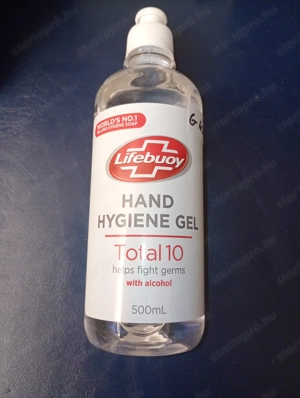 WORLD'S NO.1
Lifebuoy
HAND
HYGIENE GEL
Total 10
helps fight germs
with alcohol
500mL